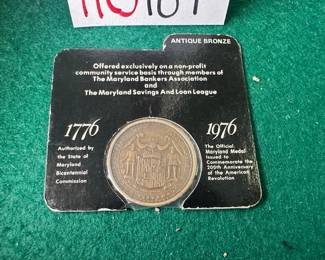 ANTIQUE BRONZE
Offered exclusively on a non-profit
community service basis through members of
The Maryland Bankers Association
and
The Maryland Savings And Loan League
1776
Authorized by
the State of
Maryland
Bicentennial
Commission
1976
The Official
Maryland Medal
Issued to
Commemorate the
200th Anniversary
of the American
Revolution